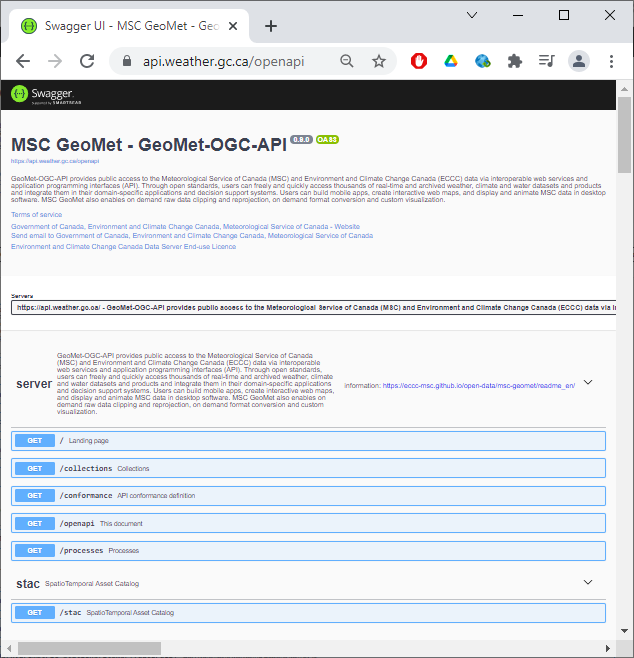 Swagger UI - MSC GeoMet - Geo
api.weather.gc.ca/openapi
Swagger
Supported by SMARTBEAR
MSC GeoMet - GeoMet-OGC-API 0.8.0 OAS3
https://api.weather.gc.ca/openapi
GeoMet-OGC-API provides public access to the Meteorological Service of Canada (MSC) and Environment and Climate Change Canada (ECCC) data via interoperable web services and
application programming interfaces (API). Through open standards, users can freely and quickly access thousands of real-time and archived weather, climate and water datasets and products
and integrate them in their domain-specific applications and decision support systems. Users can build mobile apps, create interactive web maps, and display and animate MSC data in desktop
software. MSC GeoMet also enables on demand raw data clipping and reprojection, on demand format conversion and custom visualization.
Terms of service
Government of Canada, Environment and Climate Change Canada, Meteorological Service of Canada - Website
Send email to Government of Canada, Environment and Climate Change Canada, Meteorological Service of Canada
Environment and Climate Change Canada Data Server End-use Licence
Servers
https://api.weather.gc.ca/ - GeoMet-OGC-API provides public access to the Meteorological Service of Canada (MSC) and Environment and Climate Change Canada (ECCC) data via in
server
GeoMet-OGC-API provides public access to the Meteorological Service of Canada
(MSC) and Environment and Climate Change Canada (ECCC) data via interoperable
web services and application programming interfaces (API). Through open standards,
users can freely and quickly access thousands of real-time and archived weather, climate
and water datasets and products and integrate them in their domain-specific applications
and decision support systems. Users can build mobile apps, create interactive web maps,
and display and animate MSC data in desktop software. MSC GeoMet also enables on
demand raw data clipping and reprojection, on demand format conversion and custom
visualization.
information: https://eccc-msc.github.io/open-data/msc-geomet/readme_en/
GET / Landing page
GET /collections Collections
GET /conformance API conformance definition
GET /openapi This document
GET /processes Processes
stac SpatioTemporal Asset Catalog
GET /stac SpatioTemporal Asset Catalog